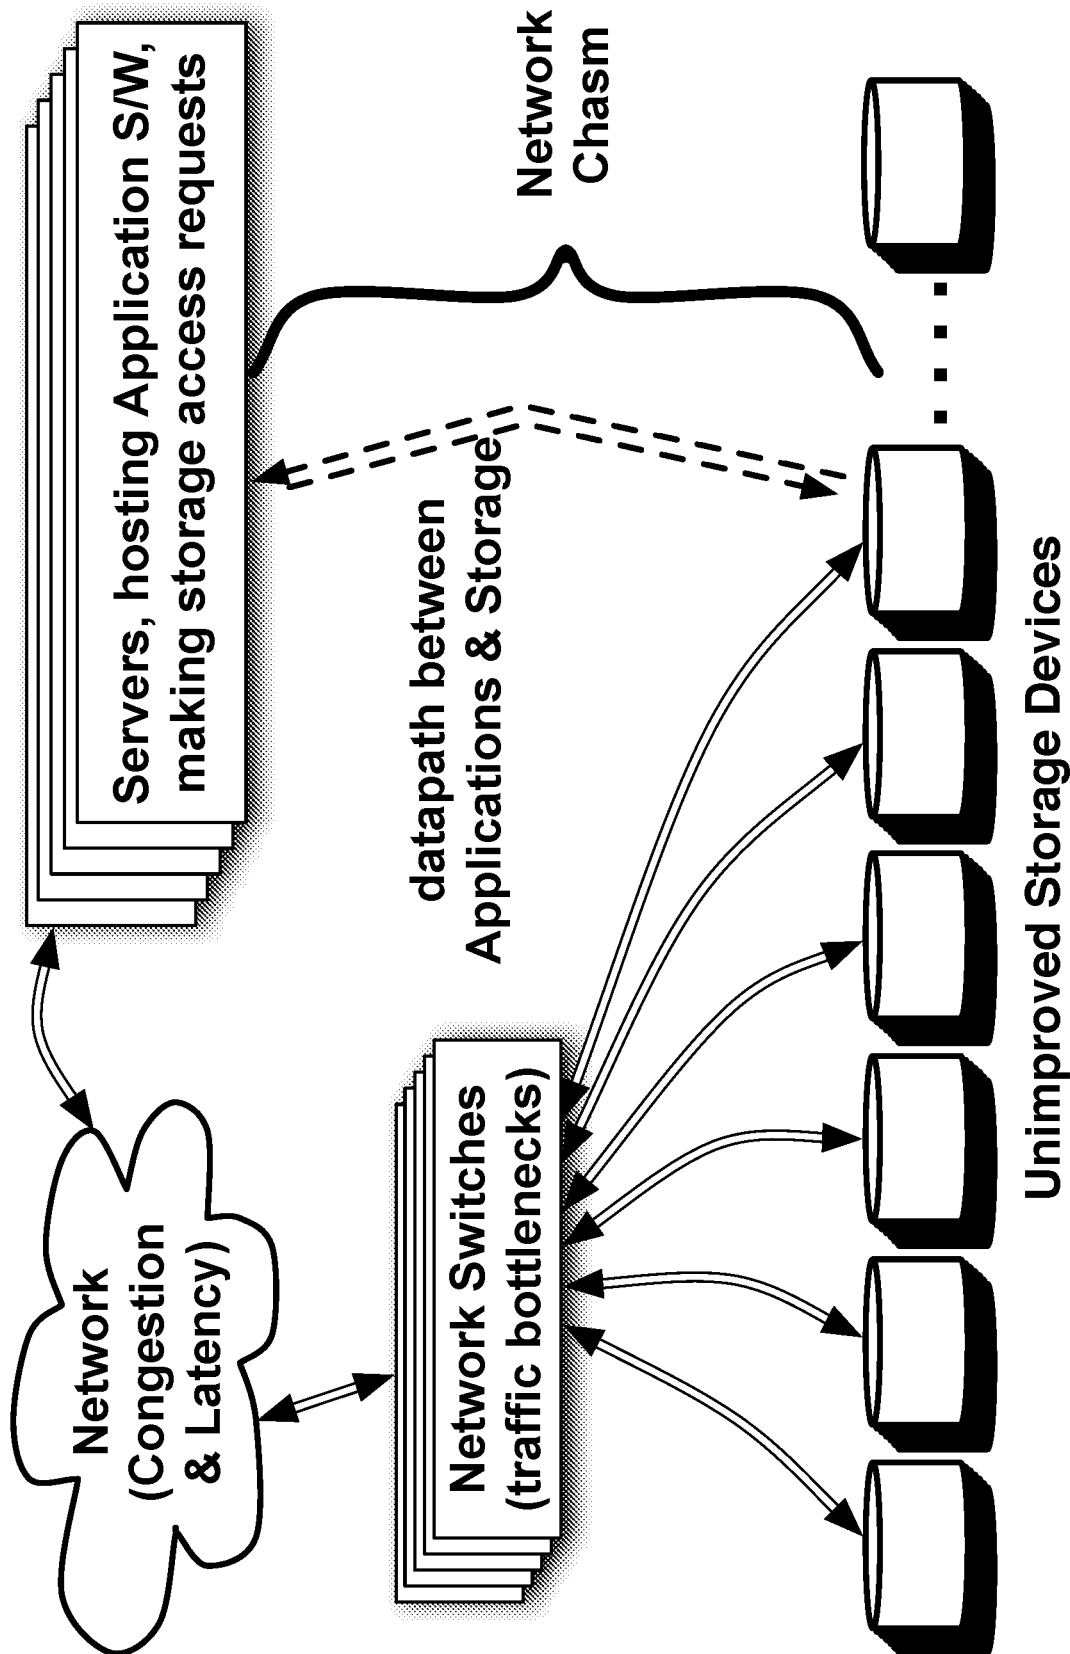 Servers, hosting Application S/W,
making storage access requests
Network
(Congestion
& Latency)
Network
Chasm
datapath between
Applications & Storage
Network Switches
(traffic bottlenecks)
Unimproved Storage Devices